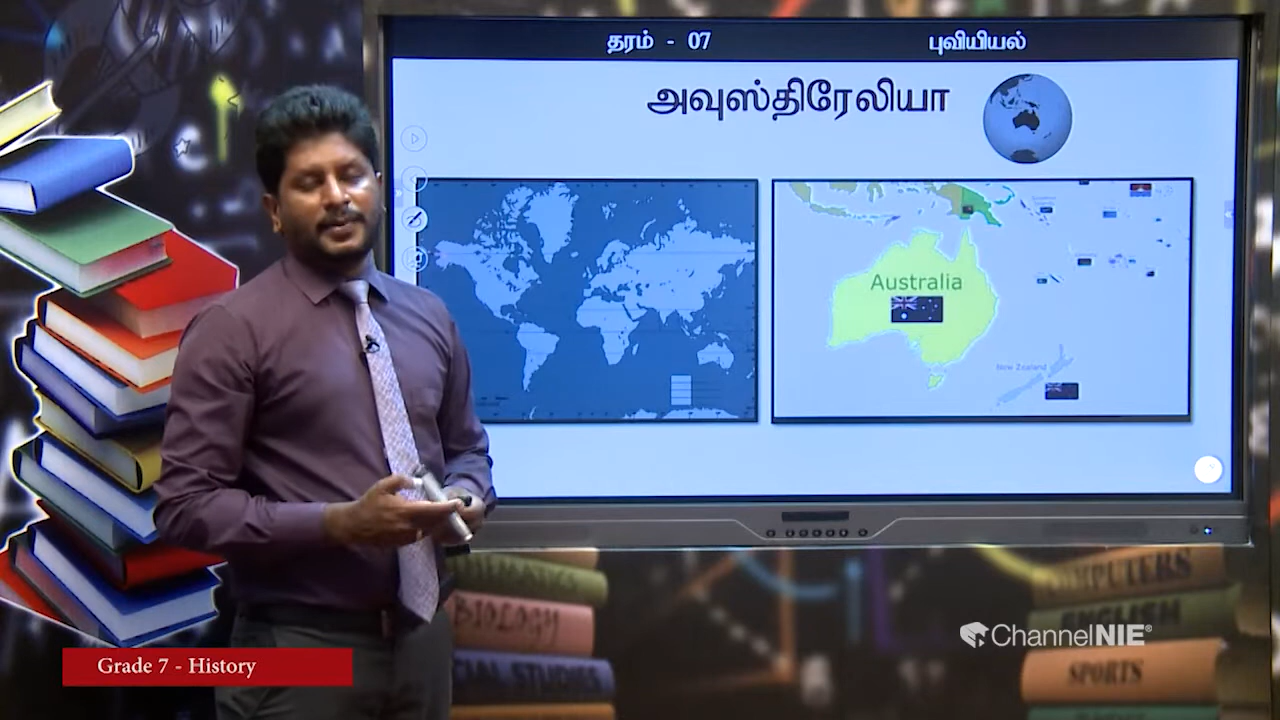 தரம் - 07
புவியியல்
அவுஸ்திரேலியா
Australia
New Zealand
BIOLOGY
COMPUTERS
ENGLISH
SPORTS
ChannelNIE®
Grade 7 - History